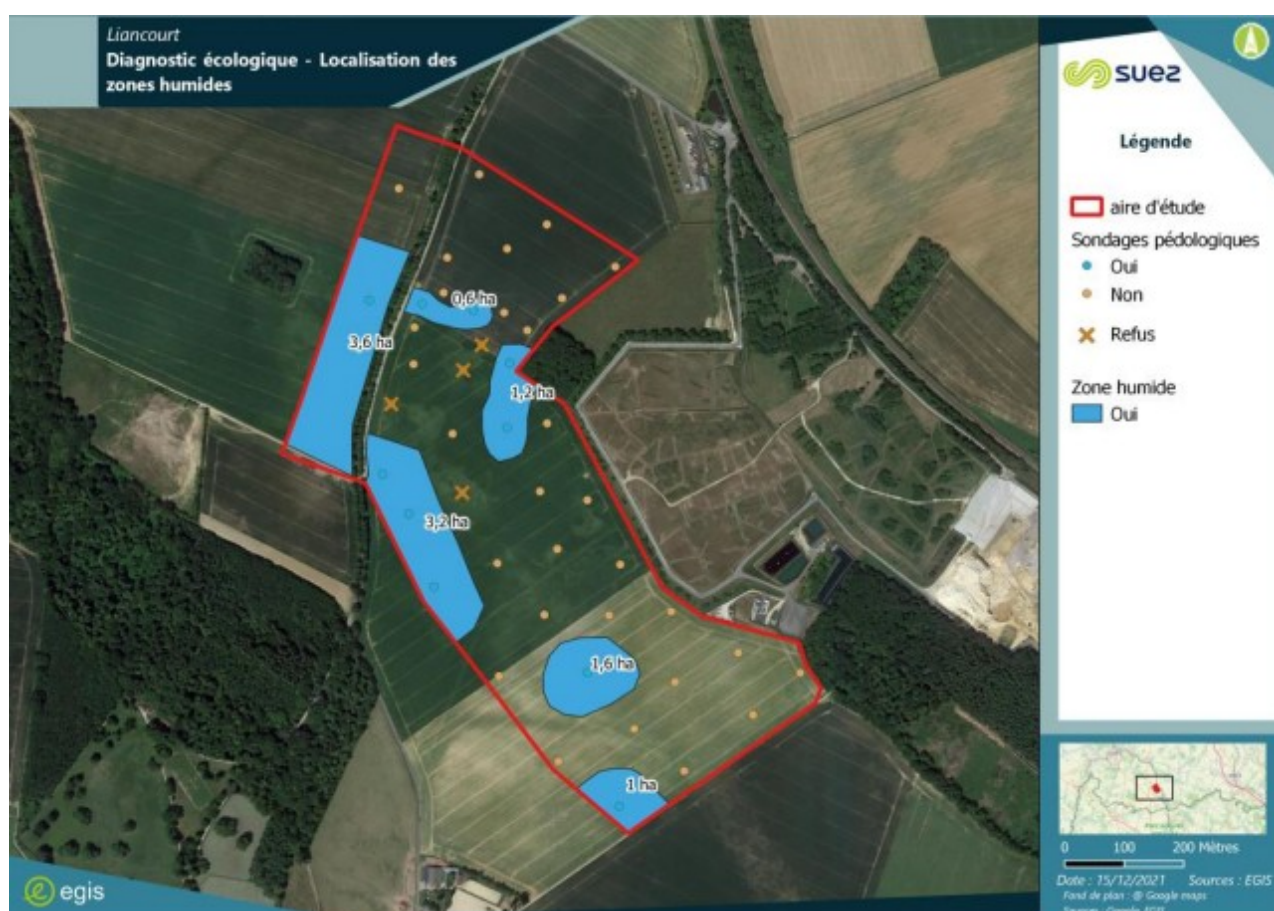 Liancourt
Diagnostic écologique - Localisation des
zones humides
0,6 ha
3,6 ha
1,2 ha
3,2 ha
1,6 ha
1 ha
egis
suez
Légende
aire d'étude
Sondages pédologiques
Oui
Non
Refus
Zone humide
Oui
0 100 200 Mètres
Date : 15/12/2021 Sources : EGIS
Fond de plan : @ Google maps